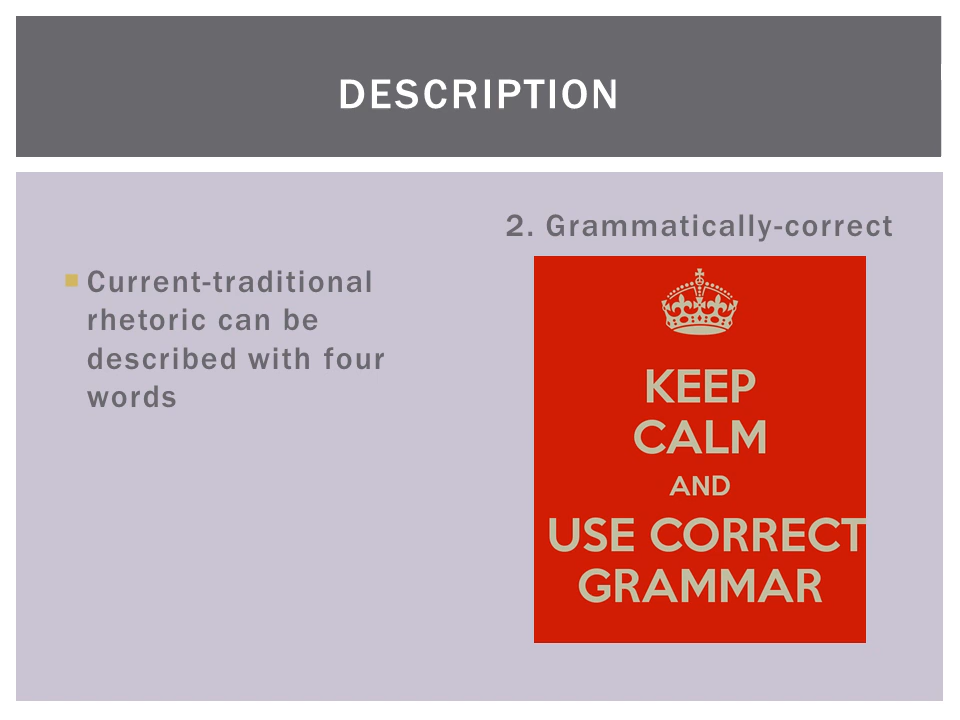 DESCRIPTION
Current-traditional
rhetoric can be
described with four
words
2. Grammatically-correct
KEEP
CALM
AND
USE CORRECT
GRAMMAR